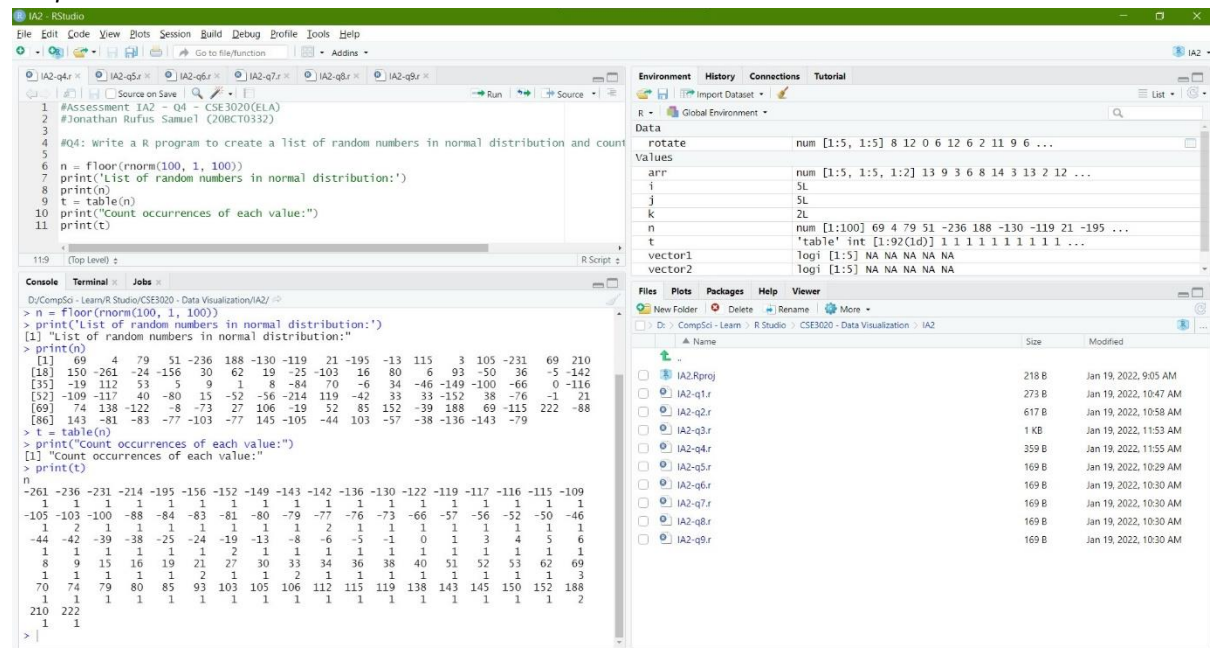 IA2 - RStudio
File Edit Code View Plots Session Build Debug Profile Tools Help
Go to file/function Addins IA2
IA2-q4.r IA2-q5.r IA2-q6.r IA2-q7.r IA2-q8.r IA2-q9.r
Source on Save Run Source
1 #Assessment IA2 - Q4 - CSE3020(ELA)
2 #Jonathan Rufus Samuel (20BCT0332)
3
4 #Q4: Write a R program to create a list of random numbers in normal distribution and count
5
6 n = floor(rnorm(100, 1, 100))
7 print('List of random numbers in normal distribution:')
8 print(n)
9 t = table(n)
10 print("Count occurrences of each value:")
11 print(t)
11:9 (Top Level) R Script
Console Terminal Jobs
D:/CompSci - Learn/R Studio/CSE3020 - Data Visualization/IA2/
> n = floor(rnorm(100, 1, 100))
> print('List of random numbers in normal distribution:')
[1] "List of random numbers in normal distribution:"
> print(n)
[1] 69 4 79 51 -236 188 -130 -119 21 -195 -13 115 3 105 -231 69 210
[18] 150 -261 -24 -156 30 62 19 -25 -103 16 80 6 93 -50 36 -5 -142
[35] -19 112 53 5 9 1 8 -84 70 -6 34 -46 -149 -100 -66 0 -116
[52] -109 -117 40 -80 15 -52 -56 -214 119 -42 33 33 -152 38 -76 -1 21
[69] 74 138 -122 -8 -73 27 106 -19 52 85 152 -39 188 69 -115 222 -88
[86] 143 -81 -83 -77 -103 -77 145 -105 -44 103 -57 -38 -136 -143 -79
> t = table(n)
> print("Count occurrences of each value:")
[1] "Count occurrences of each value:"
> print(t)
n
-261 -236 -231 -214 -195 -156 -152 -149 -143 -142 -136 -130 -122 -119 -117 -116 -115 -109
1 1 1 1 1 1 1 1 1 1 1 1 1 1 1 1 1 1
-105 -103 -100 -88 -84 -83 -81 -80 -79 -77 -76 -73 -66 -57 -56 -52 -50 -46
1 2 1 1 1 1 1 1 1 2 1 1 1 1 1 1 1 1
-44 -42 -39 -38 -25 -24 -19 -13 -8 -6 -5 -1 0 1 3 4 5 6
1 1 1 1 1 1 2 1 1 1 1 1 1 1 1 1 1 1
8 9 15 16 19 21 27 30 33 34 36 38 40 51 52 53 62 69
1 1 1 1 1 2 1 1 2 1 1 1 1 1 1 1 1 3
70 74 79 80 85 93 103 105 106 112 115 119 138 143 145 150 152 188
1 1 1 1 1 1 1 1 1 1 1 1 1 1 1 1 1 2
210 222
1 1
>
Environment History Connections Tutorial
Import Dataset List
R Global Environment
Data
rotate num [1:5, 1:5] 8 12 0 6 12 6 2 11 9 6 ...
Values
arr num [1:5, 1:5, 1:2] 13 9 3 6 8 14 3 13 2 12 ...
i 5L
j 5L
k 2L
n num [1:100] 69 4 79 51 -236 188 -130 -119 21 -195 ...
t 'table' int [1:92(1d)] 1 1 1 1 1 1 1 1 1 1 ...
vector1 logi [1:5] NA NA NA NA NA
vector2 logi [1:5] NA NA NA NA NA
Files Plots Packages Help Viewer
New Folder Delete Rename More
D: CompSci - Learn R Studio CSE3020 - Data Visualization IA2
Name Size Modified
..
IA2.Rproj 218 B Jan 19, 2022, 9:05 AM
IA2-q1.r 273 B Jan 19, 2022, 10:47 AM
IA2-q2.r 617 B Jan 19, 2022, 10:58 AM
IA2-q3.r 1 KB Jan 19, 2022, 11:53 AM
IA2-q4.r 359 B Jan 19, 2022, 11:55 AM
IA2-q5.r 169 B Jan 19, 2022, 10:29 AM
IA2-q6.r 169 B Jan 19, 2022, 10:30 AM
IA2-q7.r 169 B Jan 19, 2022, 10:30 AM
IA2-q8.r 169 B Jan 19, 2022, 10:30 AM
IA2-q9.r 169 B Jan 19, 2022, 10:30 AM